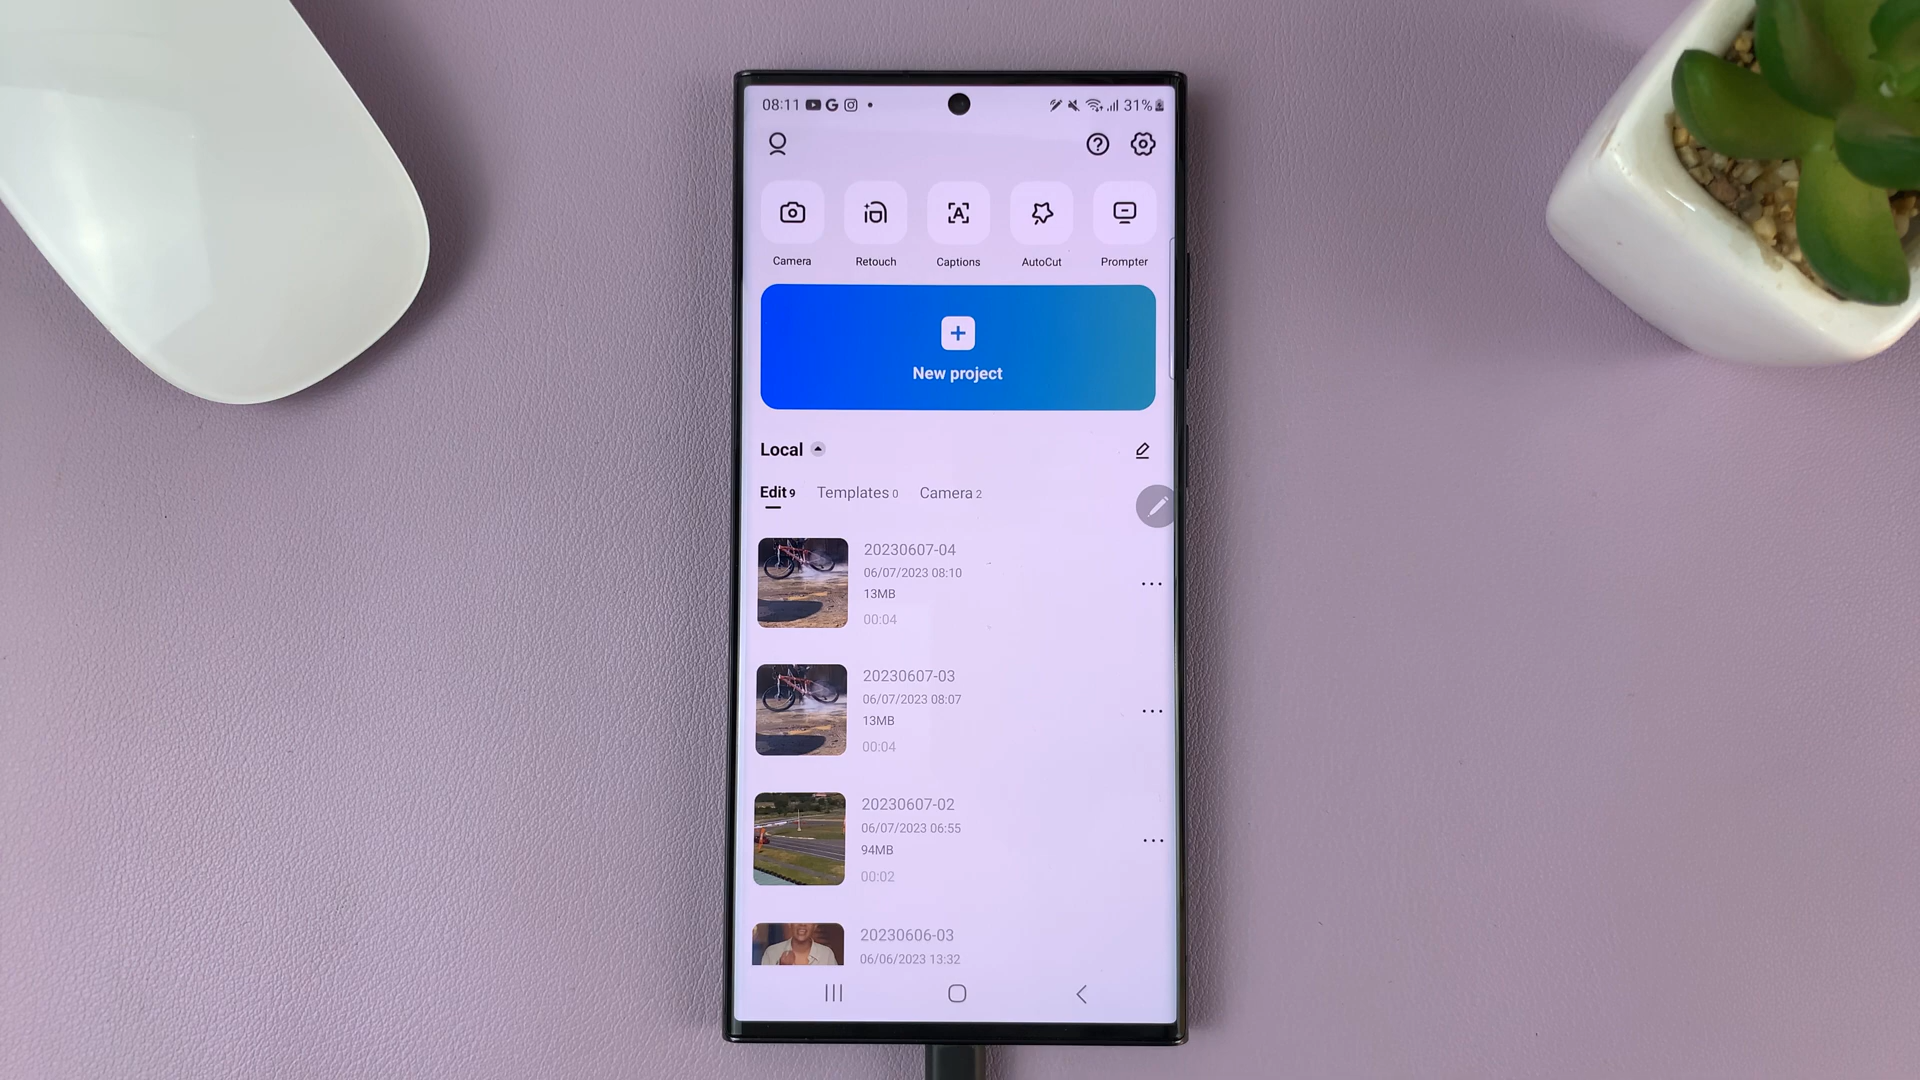 08:11 31%
Camera Retouch Captions AutoCut Prompter
New project
Local
Edit 9 Templates 0 Camera 2
20230607-04
06/07/2023 08:10
13MB
00:04
20230607-03
06/07/2023 08:07
13MB
00:04
20230607-02
06/07/2023 06:55
94MB
00:02
20230606-03
06/06/2023 13:32